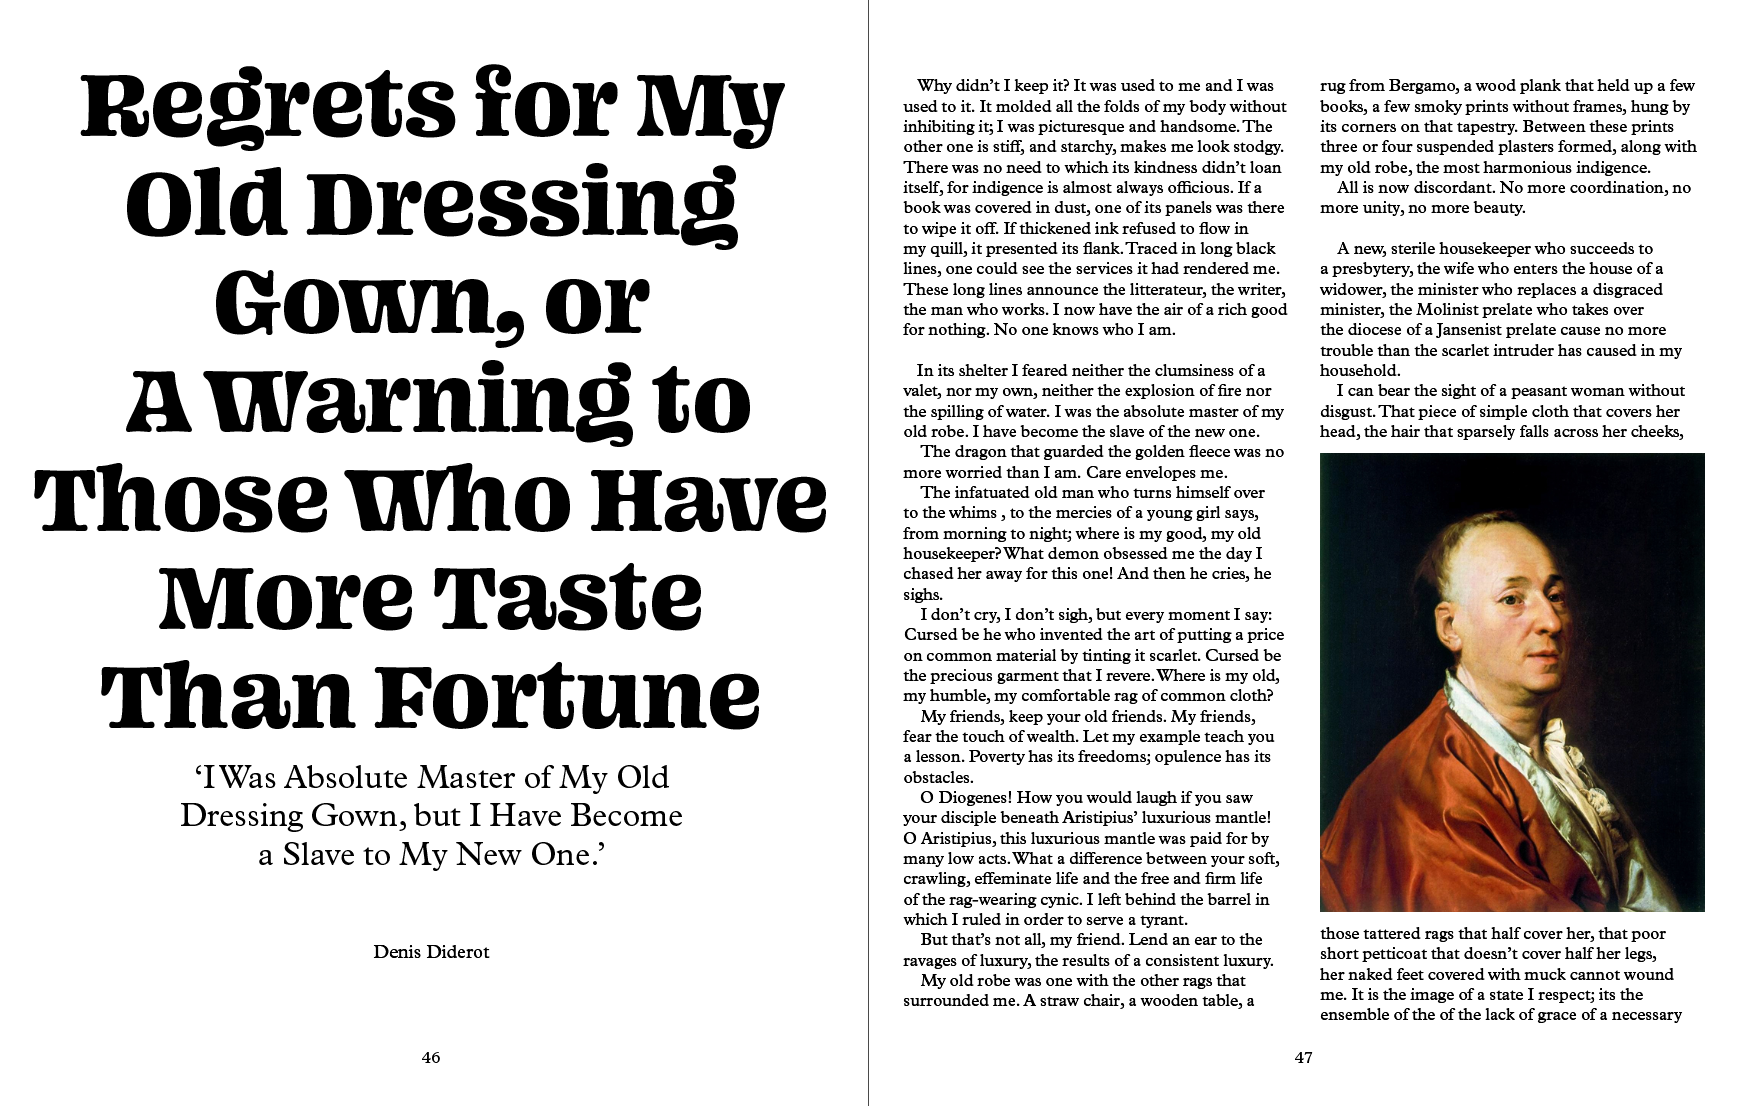 Regrets for My
Old Dressing
Gown, or
A Warning to
Those Who Have
More Taste
Than Fortune
‘I Was Absolute Master of My Old
Dressing Gown, but I Have Become
a Slave to My New One.’
Denis Diderot
46
Why didn’t I keep it? It was used to me and I was
used to it. It molded all the folds of my body without
inhibiting it; I was picturesque and handsome. The
other one is stiff, and starchy, makes me look stodgy.
There was no need to which its kindness didn’t loan
itself, for indigence is almost always officious. If a
book was covered in dust, one of its panels was there
to wipe it off. If thickened ink refused to flow in
my quill, it presented its flank. Traced in long black
lines, one could see the services it had rendered me.
These long lines announce the litterateur, the writer,
the man who works. I now have the air of a rich good
for nothing. No one knows who I am.
In its shelter I feared neither the clumsiness of a
valet, nor my own, neither the explosion of fire nor
the spilling of water. I was the absolute master of my
old robe. I have become the slave of the new one.
The dragon that guarded the golden fleece was no
more worried than I am. Care envelopes me.
The infatuated old man who turns himself over
to the whims , to the mercies of a young girl says,
from morning to night; where is my good, my old
housekeeper? What demon obsessed me the day I
chased her away for this one! And then he cries, he
sighs.
I don’t cry, I don’t sigh, but every moment I say:
Cursed be he who invented the art of putting a price
on common material by tinting it scarlet. Cursed be
the precious garment that I revere. Where is my old,
my humble, my comfortable rag of common cloth?
My friends, keep your old friends. My friends,
fear the touch of wealth. Let my example teach you
a lesson. Poverty has its freedoms; opulence has its
obstacles.
O Diogenes! How you would laugh if you saw
your disciple beneath Aristipius’ luxurious mantle!
O Aristipius, this luxurious mantle was paid for by
many low acts. What a difference between your soft,
crawling, effeminate life and the free and firm life
of the rag-wearing cynic. I left behind the barrel in
which I ruled in order to serve a tyrant.
But that’s not all, my friend. Lend an ear to the
ravages of luxury, the results of a consistent luxury.
My old robe was one with the other rags that
surrounded me. A straw chair, a wooden table, a
rug from Bergamo, a wood plank that held up a few
books, a few smoky prints without frames, hung by
its corners on that tapestry. Between these prints
three or four suspended plasters formed, along with
my old robe, the most harmonious indigence.
All is now discordant. No more coordination, no
more unity, no more beauty.
A new, sterile housekeeper who succeeds to
a presbytery, the wife who enters the house of a
widower, the minister who replaces a disgraced
minister, the Molinist prelate who takes over
the diocese of a Jansenist prelate cause no more
trouble than the scarlet intruder has caused in my
household.
I can bear the sight of a peasant woman without
disgust. That piece of simple cloth that covers her
head, the hair that sparsely falls across her cheeks,
those tattered rags that half cover her, that poor
short petticoat that doesn’t cover half her legs,
her naked feet covered with muck cannot wound
me. It is the image of a state I respect; its the
ensemble of the of the lack of grace of a necessary
47